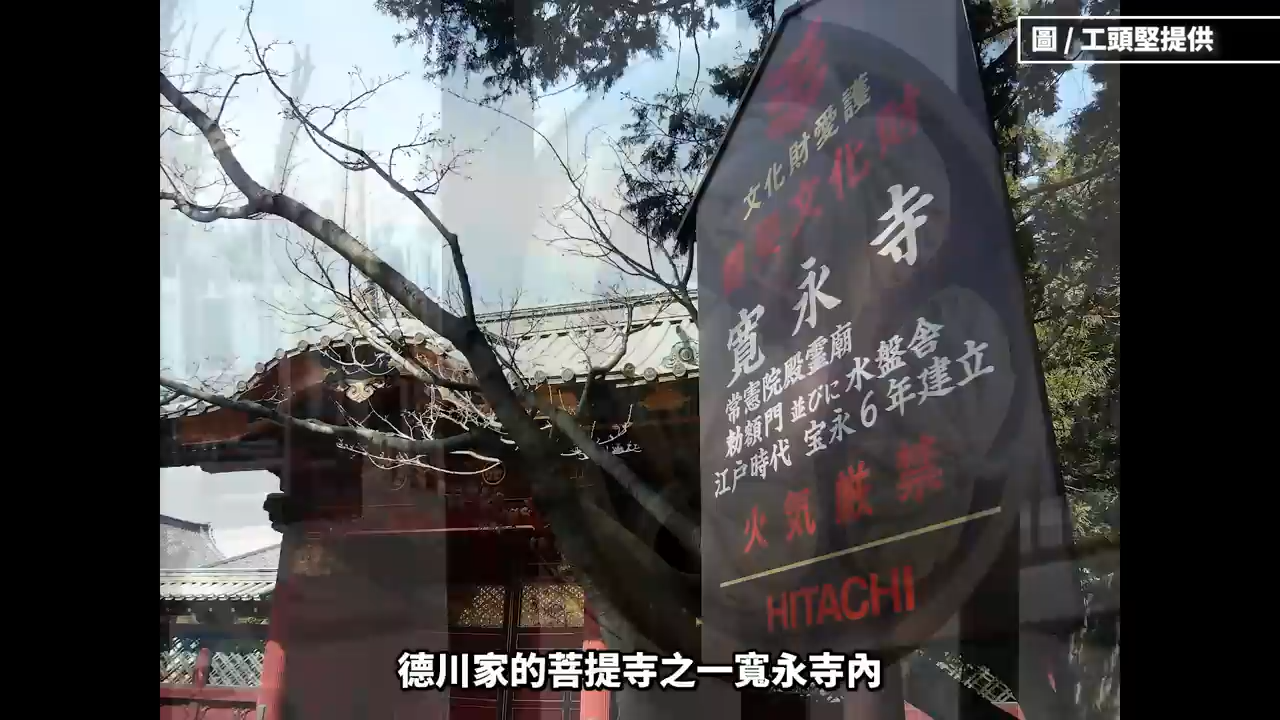 圖 / 工頭堅提供
文化財愛護
重要文化財
寛永寺
常憲院殿霊廟
勅額門 並びに 水盤舎
江戸時代 宝永6年建立
火気厳禁
HITACHI
德川家的菩提寺之一寬永寺內